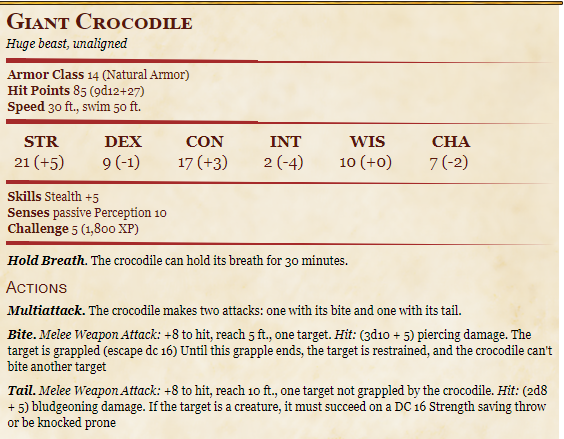 Giant Crocodile
Huge beast, unaligned
Armor Class 14 (Natural Armor)
Hit Points 85 (9d12+27)
Speed 30 ft., swim 50 ft.
STR DEX CON INT WIS CHA
21 (+5) 9 (-1) 17 (+3) 2 (-4) 10 (+0) 7 (-2)
Skills Stealth +5
Senses passive Perception 10
Challenge 5 (1,800 XP)
Hold Breath. The crocodile can hold its breath for 30 minutes.
Actions
Multiattack. The crocodile makes two attacks: one with its bite and one with its tail.
Bite. Melee Weapon Attack: +8 to hit, reach 5 ft., one target. Hit: (3d10 + 5) piercing damage. The
target is grappled (escape dc 16) Until this grapple ends, the target is restrained, and the crocodile can't
bite another target
Tail. Melee Weapon Attack: +8 to hit, reach 10 ft., one target not grappled by the crocodile. Hit: (2d8
+ 5) bludgeoning damage. If the target is a creature, it must succeed on a DC 16 Strength saving throw
or be knocked prone